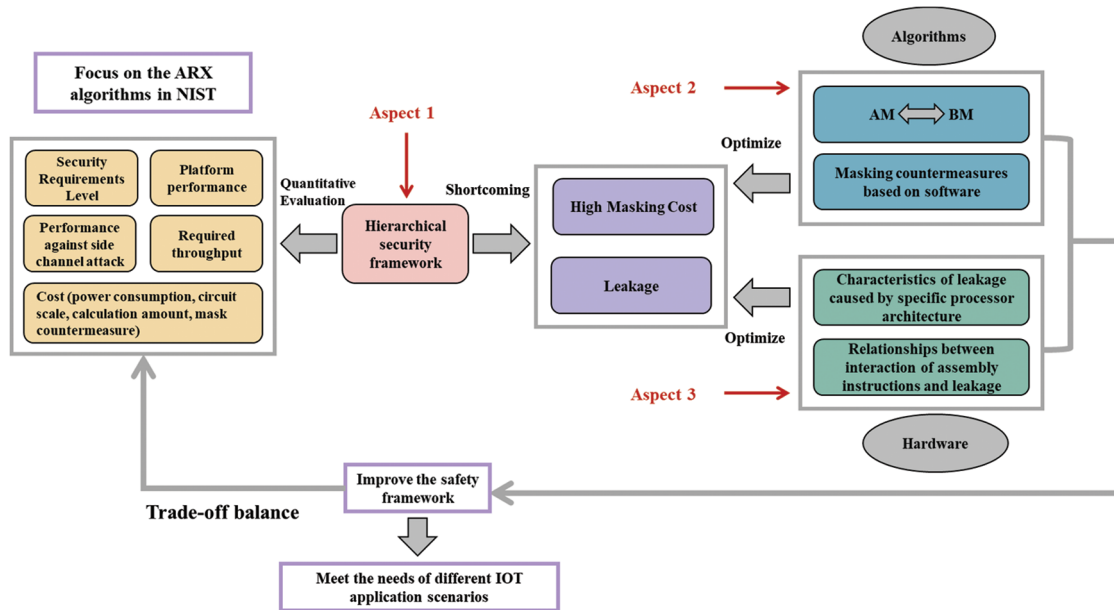 Focus on the ARX
algorithms in NIST
Security
Requirements
Level
Platform
performance
Performance
against side
channel attack
Required
throughput
Cost (power consumption, circuit
scale, calculation amount, mask
countermeasure)
Quantitative
Evaluation
Aspect 1
Hierarchical
security
framework
Shortcoming
High Masking Cost
Leakage
Optimize
Optimize
Aspect 2
Algorithms
AM
BM
Masking countermeasures
based on software
Characteristics of leakage
caused by specific processor
architecture
Relationships between
interaction of assembly
instructions and leakage
Aspect 3
Hardware
Improve the safety
framework
Trade-off balance
Meet the needs of different IOT
application scenarios